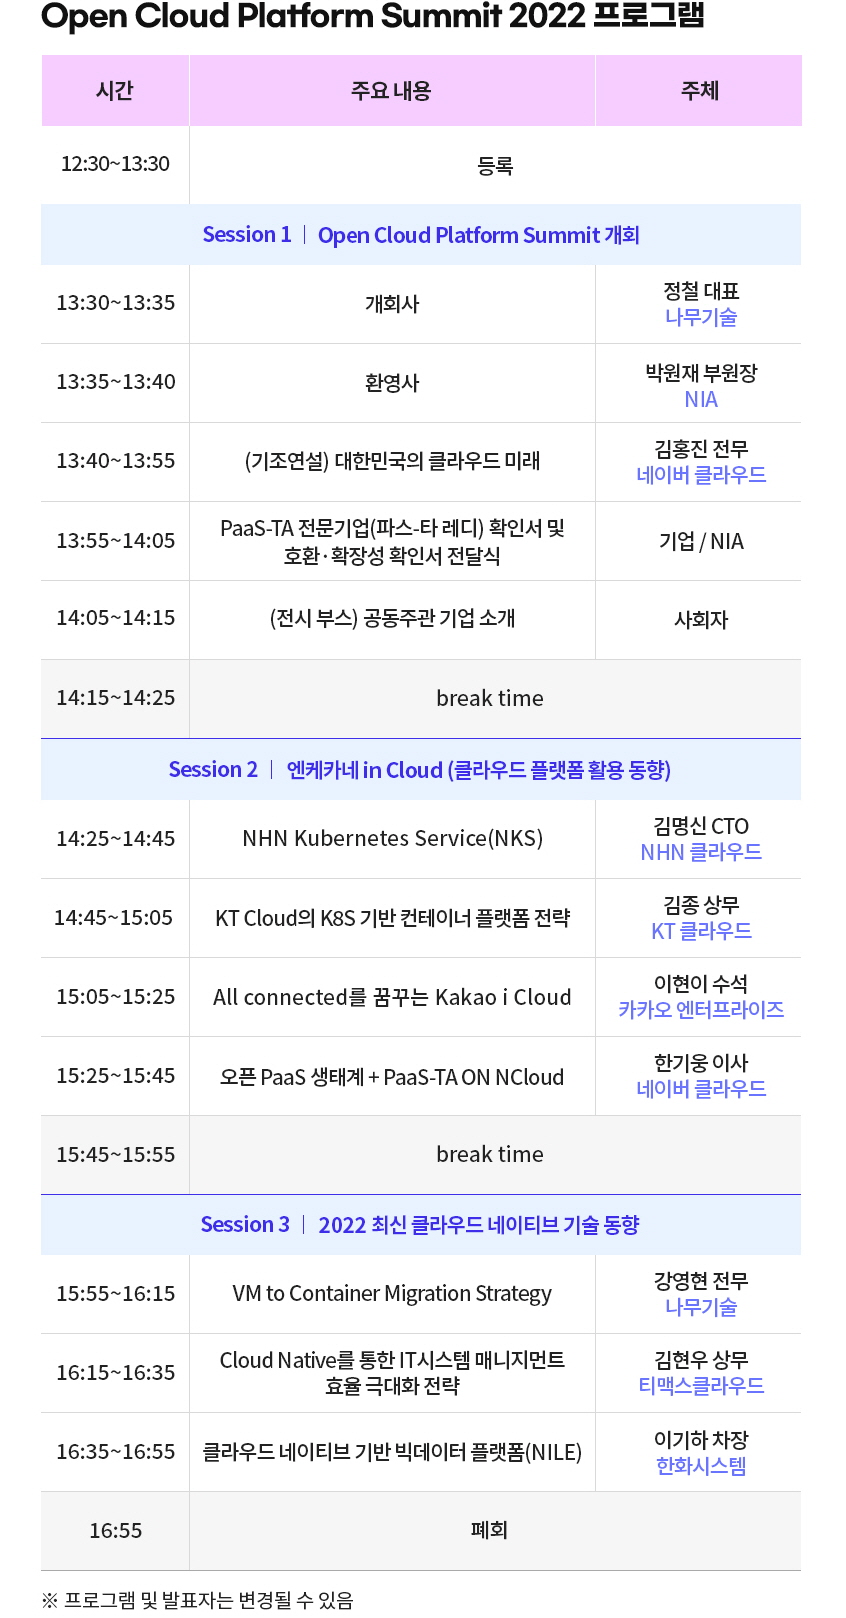 Open Cloud Platform Summit 2022 프로그램
시간 주요 내용 주체
12:30~13:30 등록
Session 1 | Open Cloud Platform Summit 개회
13:30~13:35 개회사 정철 대표
나무기술
13:35~13:40 환영사 박원재 부원장
NIA
13:40~13:55 (기조연설) 대한민국의 클라우드 미래 김홍진 전무
네이버 클라우드
13:55~14:05 PaaS-TA 전문기업(파스-타 레디) 확인서 및
호환·확장성 확인서 전달식 기업 / NIA
14:05~14:15 (전시 부스) 공동주관 기업 소개 사회자
14:15~14:25 break time
Session 2 | 엔케카네 in Cloud (클라우드 플랫폼 활용 동향)
14:25~14:45 NHN Kubernetes Service(NKS) 김명신 CTO
NHN 클라우드
14:45~15:05 KT Cloud의 K8S 기반 컨테이너 플랫폼 전략 김종 상무
KT 클라우드
15:05~15:25 All connected를 꿈꾸는 Kakao i Cloud 이현이 수석
카카오 엔터프라이즈
15:25~15:45 오픈 PaaS 생태계 + PaaS-TA ON NCloud 한기웅 이사
네이버 클라우드
15:45~15:55 break time
Session 3 | 2022 최신 클라우드 네이티브 기술 동향
15:55~16:15 VM to Container Migration Strategy 강영현 전무
나무기술
16:15~16:35 Cloud Native를 통한 IT시스템 매니지먼트
효율 극대화 전략 김현우 상무
티맥스클라우드
16:35~16:55 클라우드 네이티브 기반 빅데이터 플랫폼(NILE) 이기하 차장
한화시스템
16:55 폐회
※ 프로그램 및 발표자는 변경될 수 있음